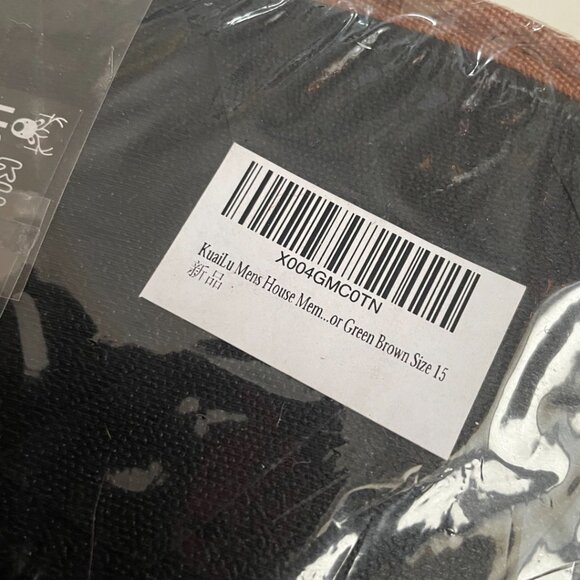 X004GMC0TN
KuaiLu Mens House Mem...or Green Brown Size 15
新品